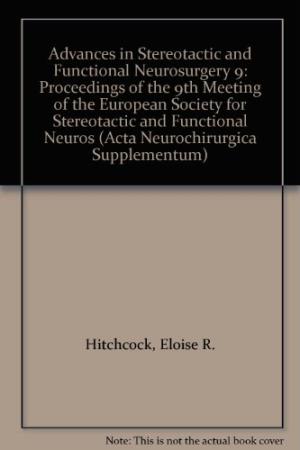 Advances in Stereotactic and
Functional Neurosurgery 9:
Proceedings of the 9th Meeting
of the European Society for
Stereotactic and Functional
Neuros (Acta Neurochirurgica
Supplementum)
Hitchcock, Eloise R.
Note: This is not the actual book cover